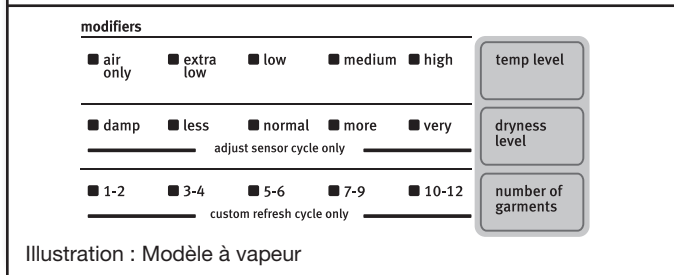 modifiers
air only extra low low medium high temp level
damp less normal more very dryness level
adjust sensor cycle only
1-2 3-4 5-6 7-9 10-12 number of garments
custom refresh cycle only
Illustration : Modèle à vapeur